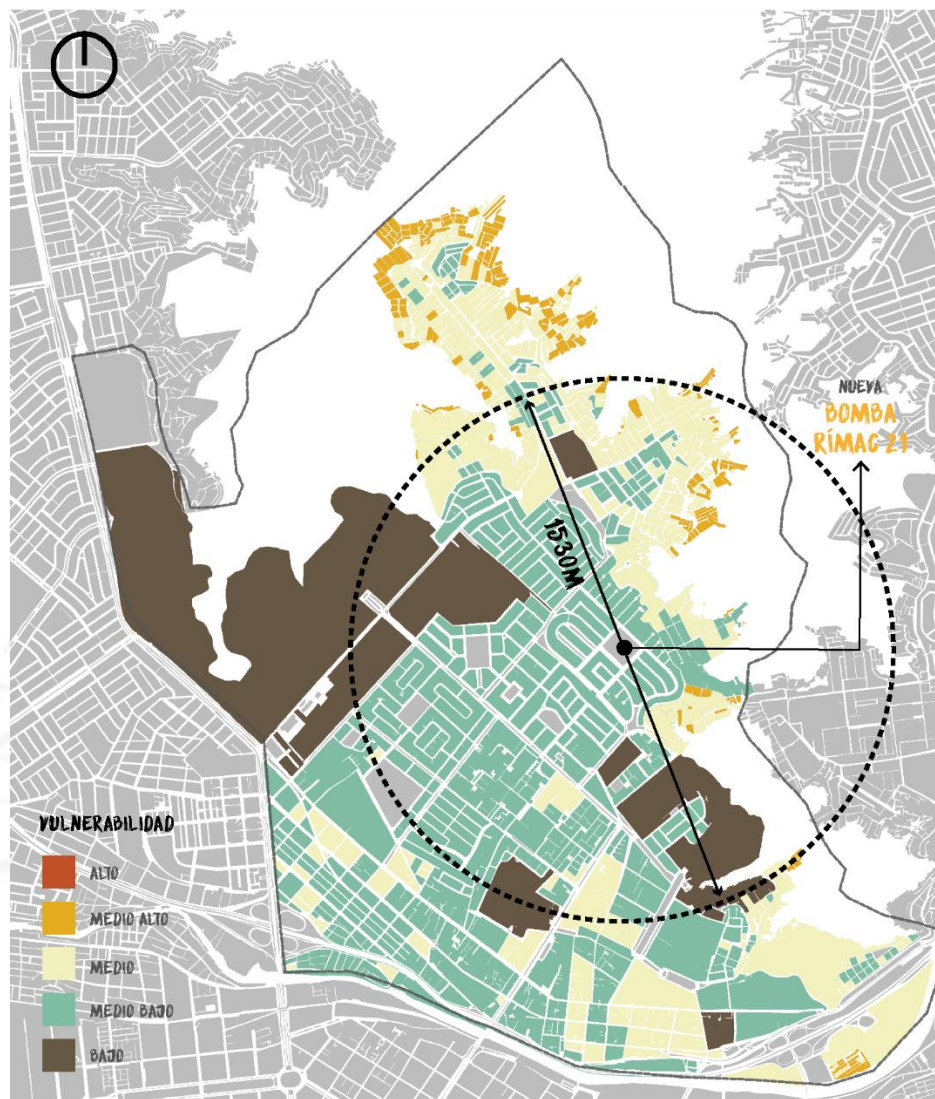 NUEVA
BOMBA
RÍMAC 21
1530M
VULNERABILIDAD
ALTO
MEDIO ALTO
MEDIO
MEDIO BAJO
BAJO